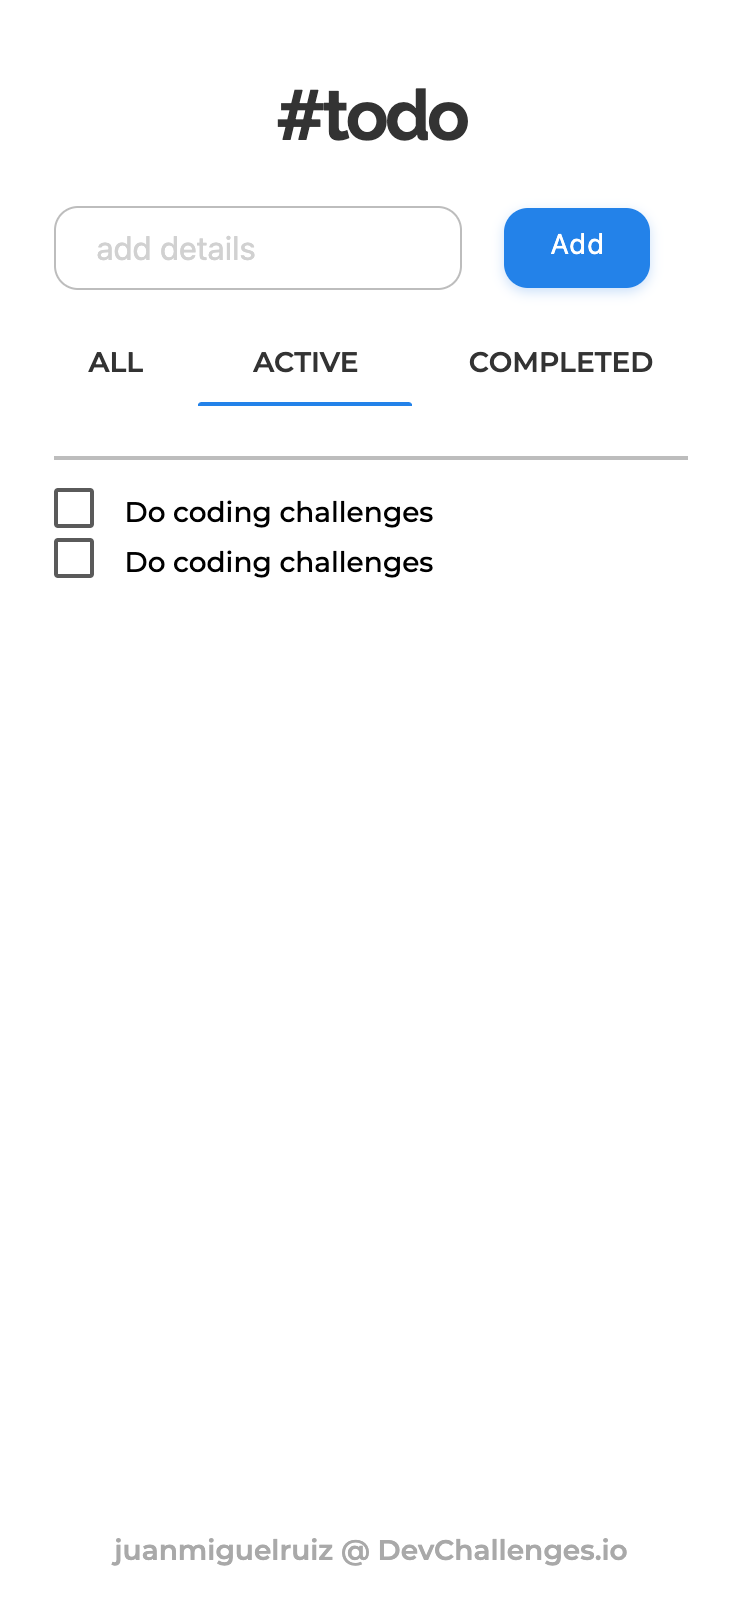 #todo
add details
Add
ALL ACTIVE COMPLETED
Do coding challenges
Do coding challenges
juanmiguelruiz @ DevChallenges.io